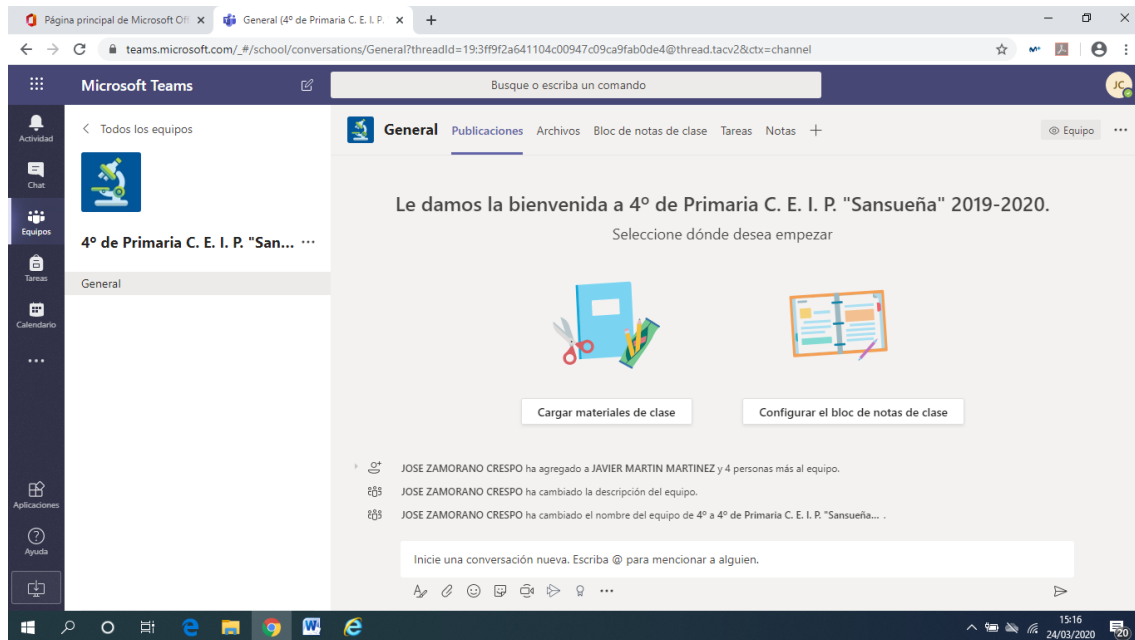 Página principal de Microsoft Off
General (4º de Primaria C. E. I. P.
teams.microsoft.com/_#/school/conversations/General?threadId=19:3ff9f2a641104c00947c09ca9fab0de4@thread.tacv2&ctx=channel
Microsoft Teams
Busque o escriba un comando
JC
Actividad
Chat
Equipos
Tareas
Calendario
Aplicaciones
Ayuda
Todos los equipos
4º de Primaria C. E. I. P. "San...
General
General Publicaciones Archivos Bloc de notas de clase Tareas Notas
Equipo
Le damos la bienvenida a 4º de Primaria C. E. I. P. "Sansueña" 2019-2020.
Seleccione dónde desea empezar
Cargar materiales de clase
Configurar el bloc de notas de clase
JOSE ZAMORANO CRESPO ha agregado a JAVIER MARTIN MARTINEZ y 4 personas más al equipo.
JOSE ZAMORANO CRESPO ha cambiado la descripción del equipo.
JOSE ZAMORANO CRESPO ha cambiado el nombre del equipo de 4º a 4º de Primaria C. E. I. P. "Sansueña... .
Inicie una conversación nueva. Escriba @ para mencionar a alguien.
15:16
24/03/2020
20